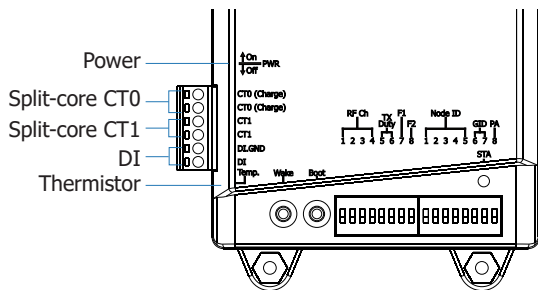 Power
Split-core CT0
Split-core CT1
DI
Thermistor
On
Off
PWR
CT0 (Charge)
CT0 (Charge)
CT1
CT1
DI.GND
DI
Temp.
Wake
Boot
RF Ch
TX
Duty
F1
F2
Node ID
GID PA
1 2 3 4 5 6 7 8
1 2 3 4 5 6 7 8
STA